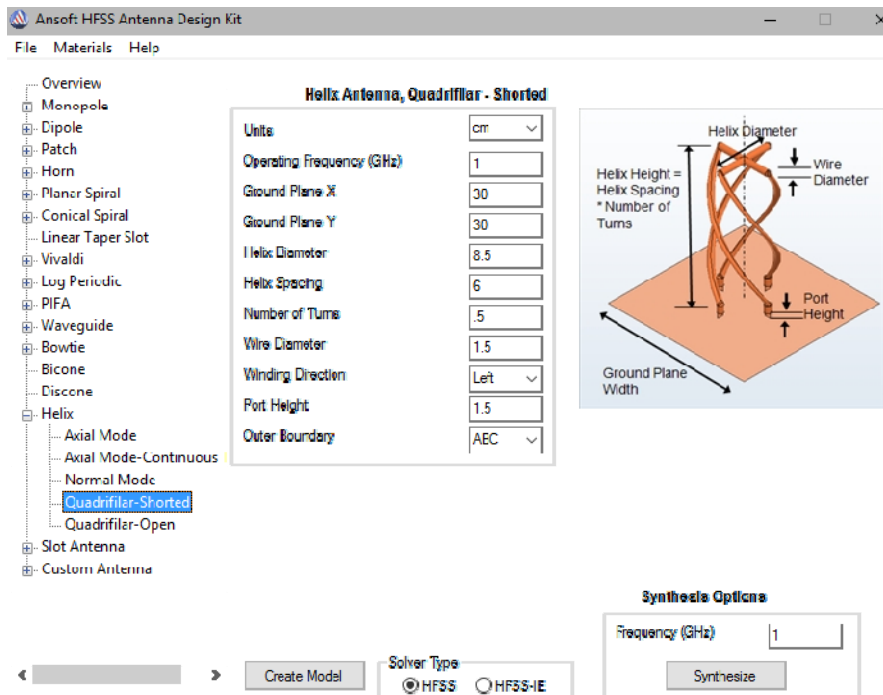 Ansoft HFSS Antenna Design Kit
File Materials Help
Overview
Monopole
Dipole
Patch
Horn
Planar Spiral
Conical Spiral
Linear Taper Slot
Vivaldi
Log Periodic
PIFA
Waveguide
Bowtie
Bicone
Discone
Helix
Axial Mode
Axial Mode-Continuous
Normal Mode
Quadrifilar-Shorted
Quadrifilar-Open
Slot Antenna
Custom Antenna
Helix Antenna, Quadrifilar - Shorted
Units cm
Operating Frequency (GHz) 1
Ground Plane X 30
Ground Plane Y 30
Helix Diameter 8.5
Helix Spacing 6
Number of Turns .5
Wire Diameter 1.5
Winding Direction Left
Port Height 1.5
Outer Boundary AEC
Helix Diameter
Wire
Diameter
Helix Height =
Helix Spacing
* Number of
Turns
Port
Height
Ground Plane
Width
Create Model
Solver Type
HFSS HFSS-IE
Synthesis Options
Frequency (GHz) 1
Synthesize